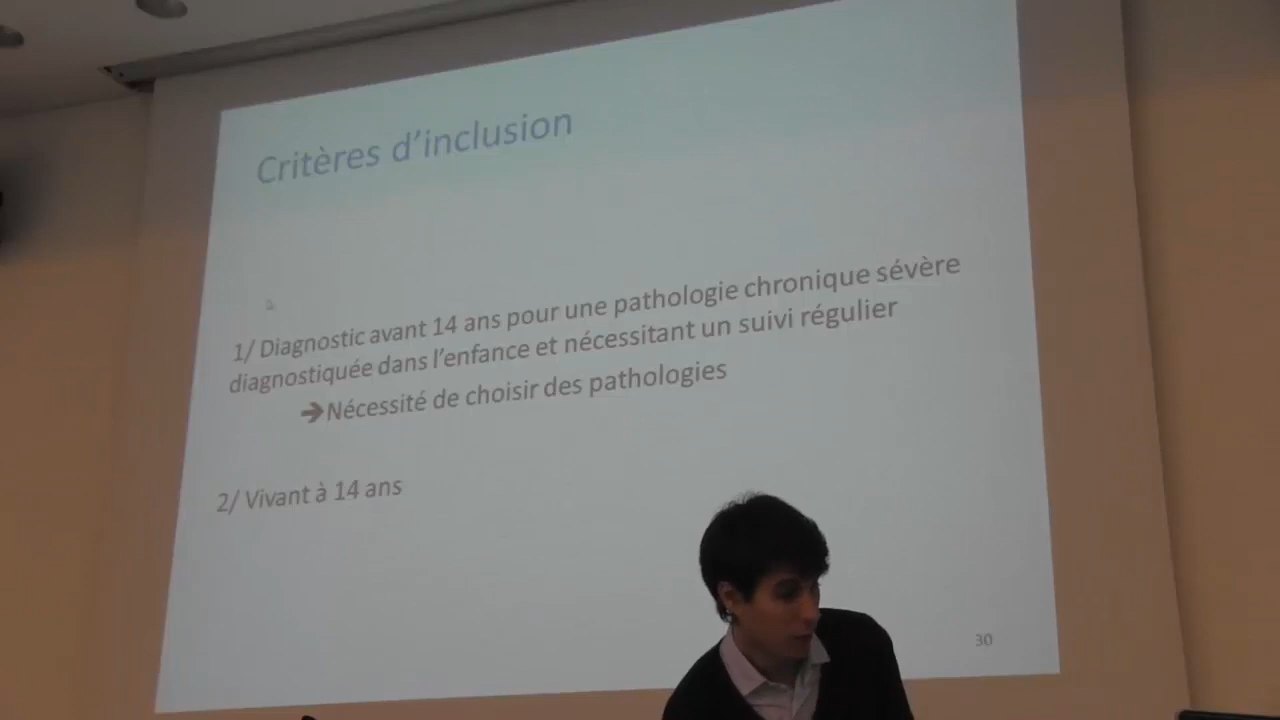 Critères d'inclusion
1/ Diagnostic avant 14 ans pour une pathologie chronique sévère
diagnostiquée dans l'enfance et nécessitant un suivi régulier
➔Nécessité de choisir des pathologies
2/ Vivant à 14 ans
30